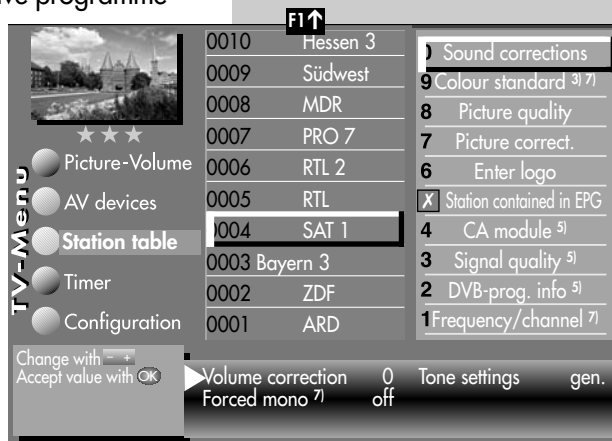 ve programme
F1↑
TV-Menu
Picture-Volume
AV devices
Station table
Timer
Configuration
0010 Hessen 3
0009 Südwest
0008 MDR
0007 PRO 7
0006 RTL 2
0005 RTL
0004 SAT 1
0003 Bayern 3
0002 ZDF
0001 ARD
0 Sound corrections
9 Colour standard 3) 7)
8 Picture quality
7 Picture correct.
6 Enter logo
✗ Station contained in EPG
4 CA module 5)
3 Signal quality 5)
2 DVB-prog. info 5)
1 Frequency/channel 7)
Change with - +
Accept value with OK
Volume correction 0 Tone settings gen.
Forced mono 7) off